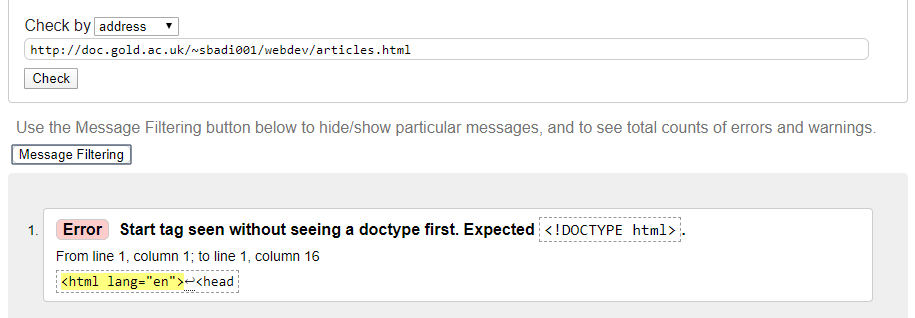 Check by address
http://doc.gold.ac.uk/~sbadi001/webdev/articles.html
Check
Use the Message Filtering button below to hide/show particular messages, and to see total counts of errors and warnings.
Message Filtering
1. Error Start tag seen without seeing a doctype first. Expected <!DOCTYPE html>.
From line 1, column 1; to line 1, column 16
<html lang="en">↩<head